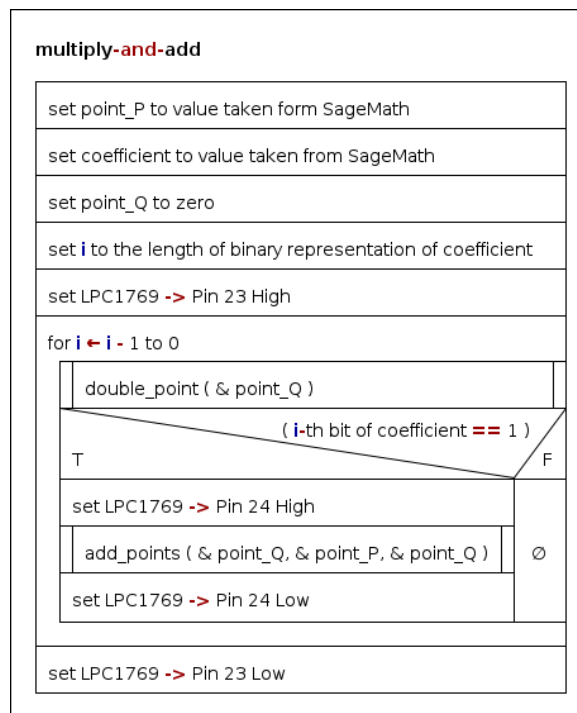 multiply-and-add
set point_P to value taken form SageMath
set coefficient to value taken from SageMath
set point_Q to zero
set i to the length of binary representation of coefficient
set LPC1769 -> Pin 23 High
for i ← i - 1 to 0
double_point ( & point_Q )
( i-th bit of coefficient == 1 )
T F
set LPC1769 -> Pin 24 High
add_points ( & point_Q, & point_P, & point_Q ) ∅
set LPC1769 -> Pin 24 Low
set LPC1769 -> Pin 23 Low